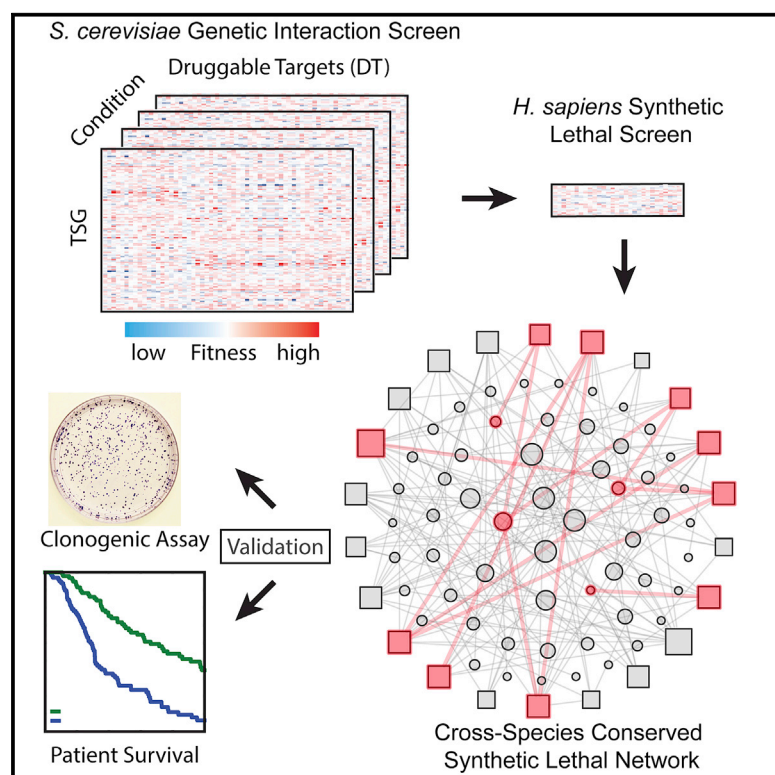 S. cerevisiae Genetic Interaction Screen
Druggable Targets (DT)
Condition
TSG
low Fitness high
H. sapiens Synthetic
Lethal Screen
Clonogenic Assay
Validation
Patient Survival
Cross-Species Conserved
Synthetic Lethal Network